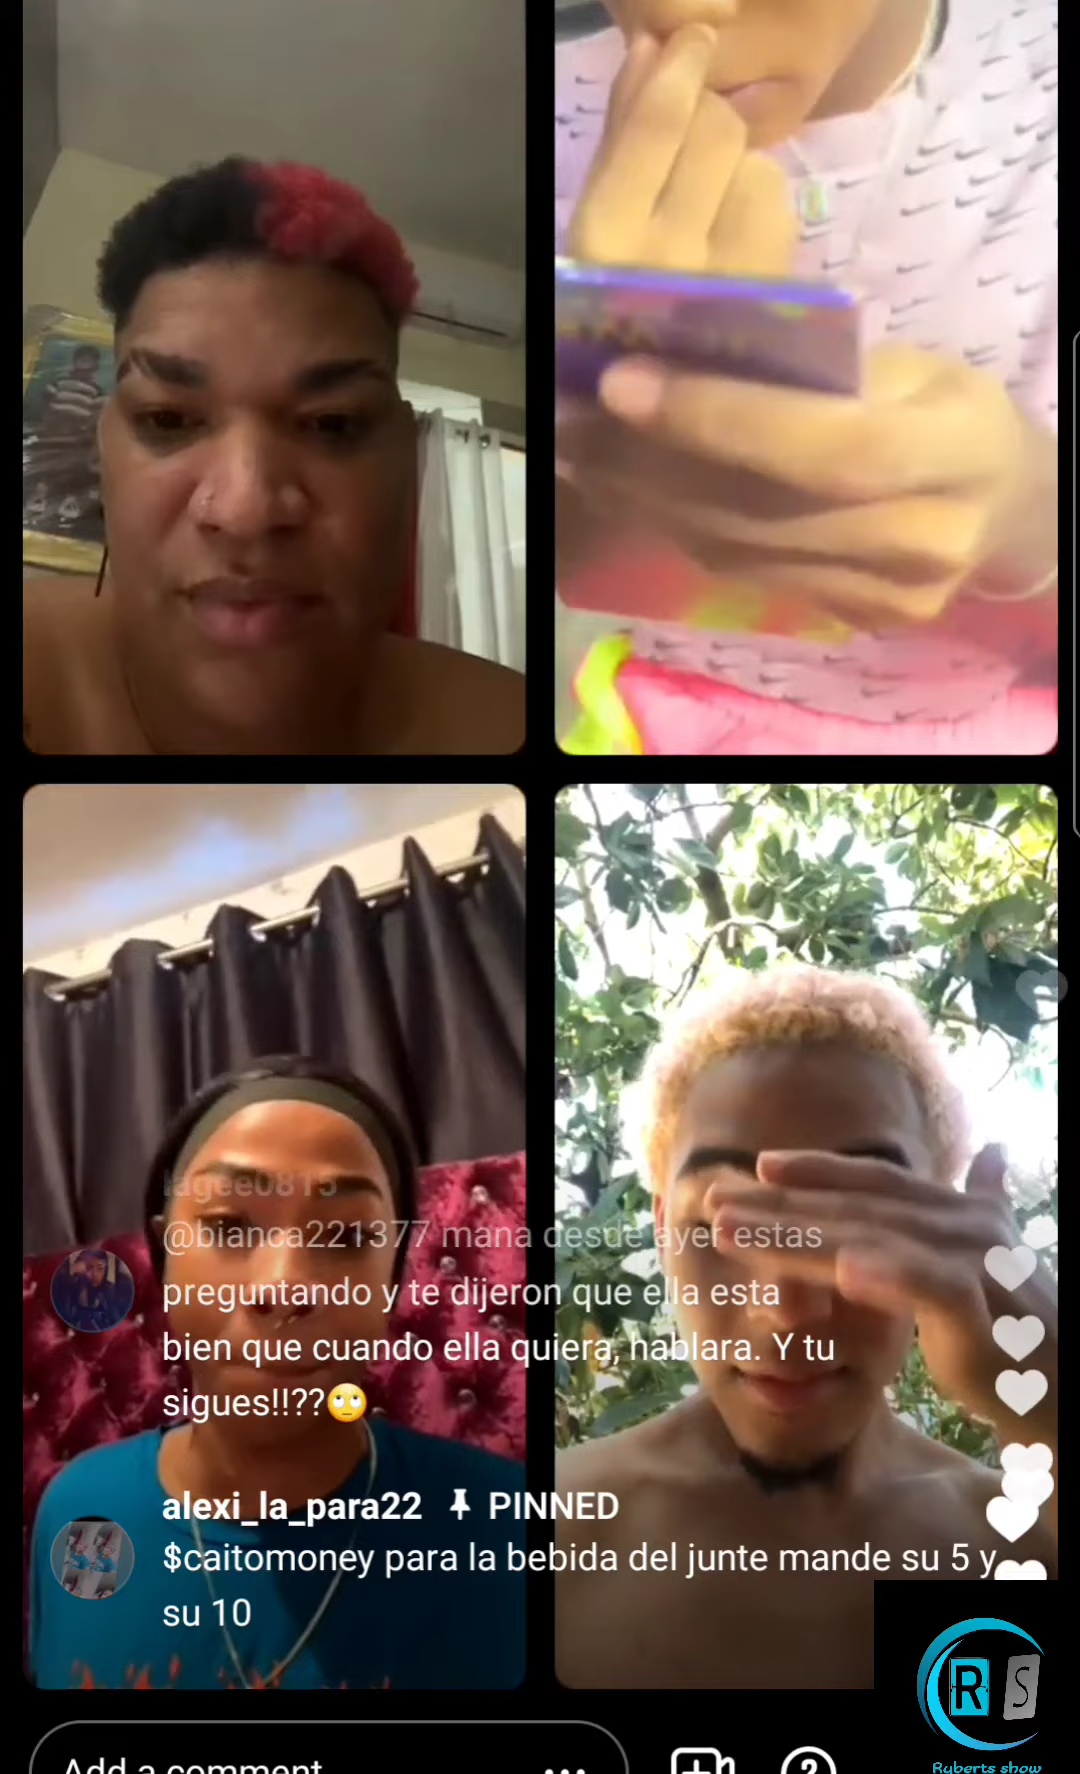 lagee0815
@bianca221377 mana desde ayer estas
preguntando y te dijeron que ella esta
bien que cuando ella quiera, hablara. Y tu
sigues!!??🙄
alexi_la_para22 PINNED
$caitomoney para la bebida del junte mande su 5 y
su 10
R S
Ryberts show
Add a comment